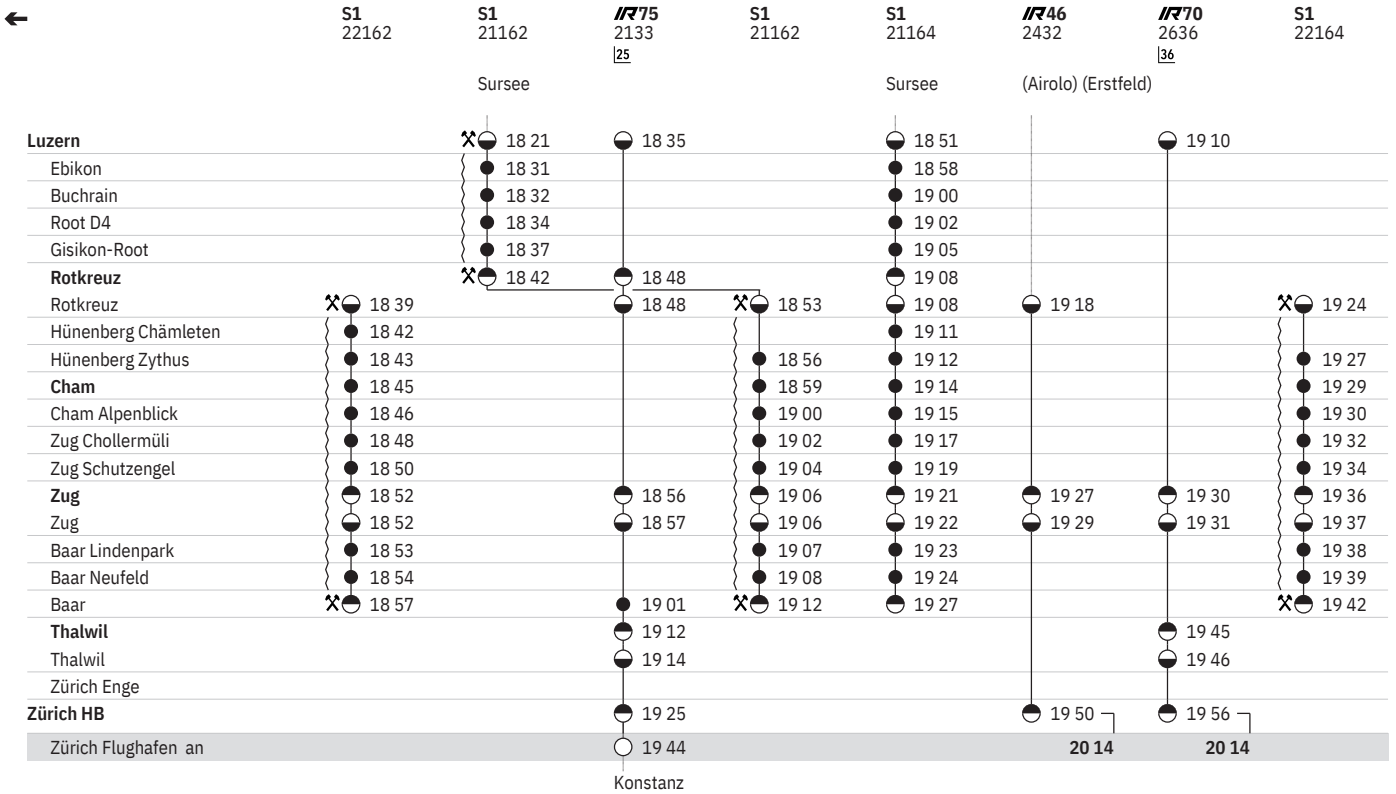 S1 S1 IR75 S1 S1 IR46 IR70 S1
22162 21162 2133 21162 21164 2432 2636 22164
25 36
Sursee Sursee (Airolo) (Erstfeld)
Luzern 18 21 18 35 18 51 19 10
Ebikon 18 31 18 58
Buchrain 18 32 19 00
Root D4 18 34 19 02
Gisikon-Root 18 37 19 05
Rotkreuz 18 42 18 48 19 08
Rotkreuz 18 39 18 48 18 53 19 08 19 18 19 24
Hünenberg Chämleten 18 42 19 11
Hünenberg Zythus 18 43 18 56 19 12 19 27
Cham 18 45 18 59 19 14 19 29
Cham Alpenblick 18 46 19 00 19 15 19 30
Zug Chollermüli 18 48 19 02 19 17 19 32
Zug Schutzengel 18 50 19 04 19 19 19 34
Zug 18 52 18 56 19 06 19 21 19 27 19 30 19 36
Zug 18 52 18 57 19 06 19 22 19 29 19 31 19 37
Baar Lindenpark 18 53 19 07 19 23 19 38
Baar Neufeld 18 54 19 08 19 24 19 39
Baar 18 57 19 01 19 12 19 27 19 42
Thalwil 19 12 19 45
Thalwil 19 14 19 46
Zürich Enge
Zürich HB 19 25 19 50 19 56
Zürich Flughafen an 19 44 20 14 20 14
Konstanz